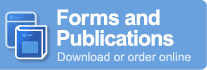 Forms and
Publications
Download or order online